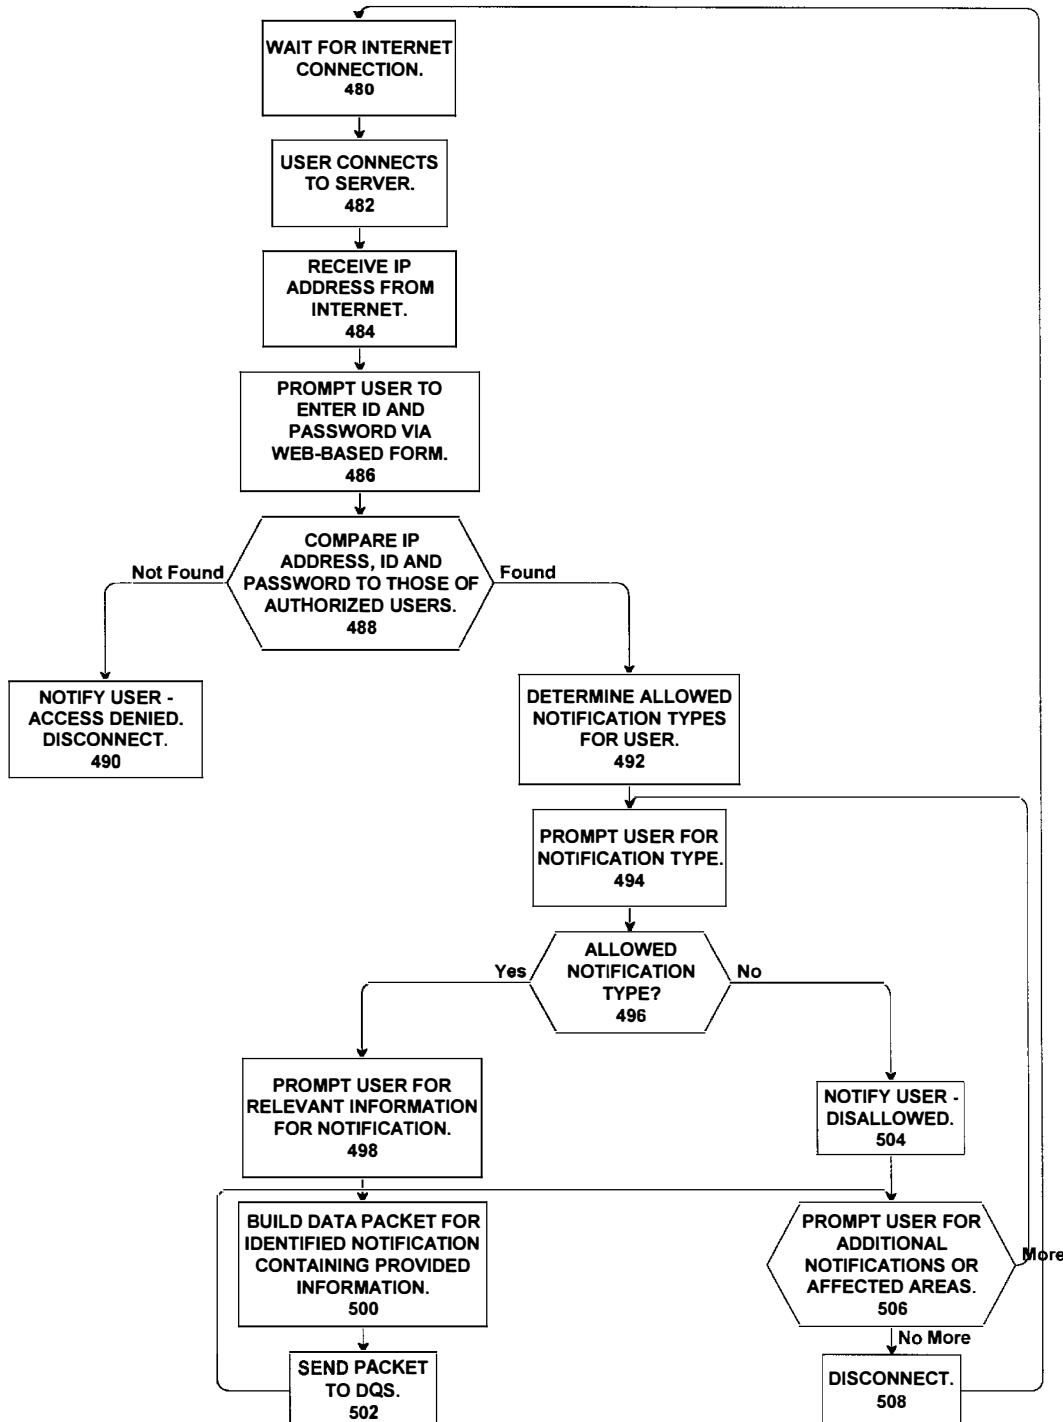 WAIT FOR INTERNET
CONNECTION.
480
USER CONNECTS
TO SERVER.
482
RECEIVE IP
ADDRESS FROM
INTERNET.
484
PROMPT USER TO
ENTER ID AND
PASSWORD VIA
WEB-BASED FORM.
486
COMPARE IP
ADDRESS, ID AND
PASSWORD TO THOSE OF
AUTHORIZED USERS.
488
Not Found
Found
NOTIFY USER -
ACCESS DENIED.
DISCONNECT.
490
DETERMINE ALLOWED
NOTIFICATION TYPES
FOR USER.
492
PROMPT USER FOR
NOTIFICATION TYPE.
494
ALLOWED
NOTIFICATION
TYPE?
496
Yes
No
PROMPT USER FOR
RELEVANT INFORMATION
FOR NOTIFICATION.
498
NOTIFY USER -
DISALLOWED.
504
BUILD DATA PACKET FOR
IDENTIFIED NOTIFICATION
CONTAINING PROVIDED
INFORMATION.
500
PROMPT USER FOR
ADDITIONAL
NOTIFICATIONS OR
AFFECTED AREAS.
506
More
No More
SEND PACKET
TO DQS.
502
DISCONNECT.
508